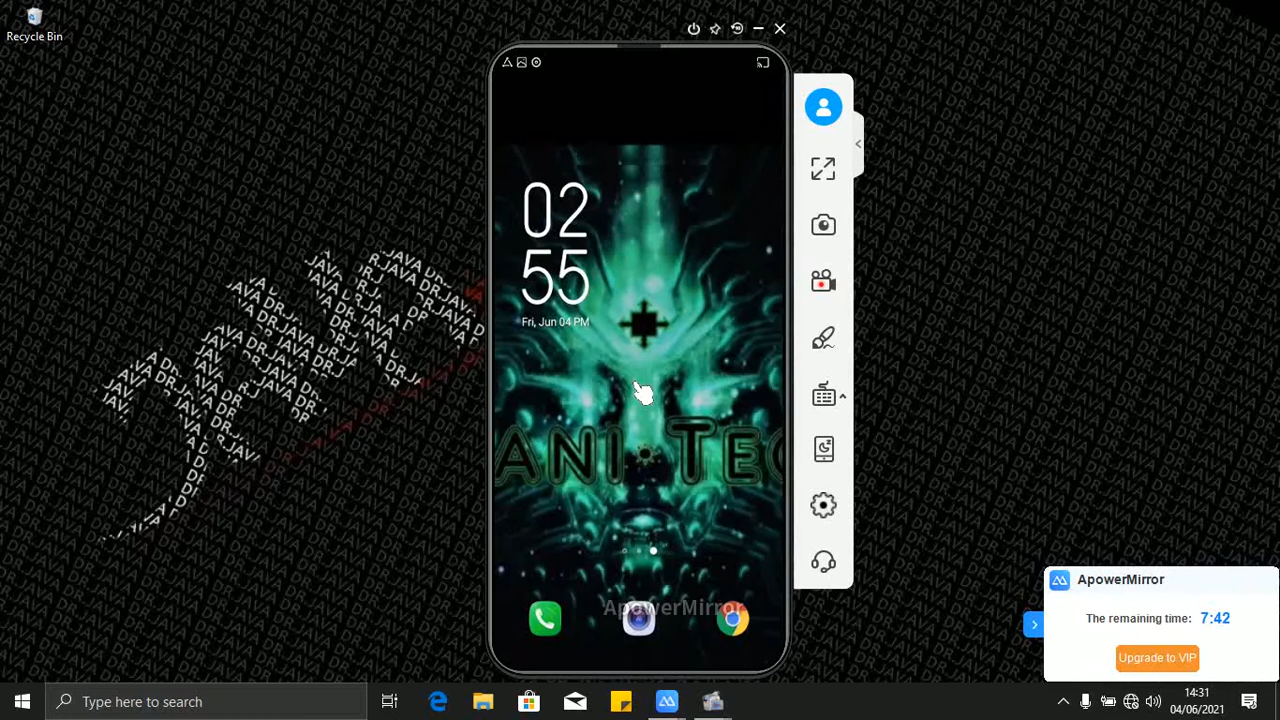 Recycle Bin
02
55
Fri, Jun 04 PM
ANI TEC
ApowerMirror
ApowerMirror
The remaining time: 7:42
Upgrade to VIP
Type here to search
14:31
04/06/2021